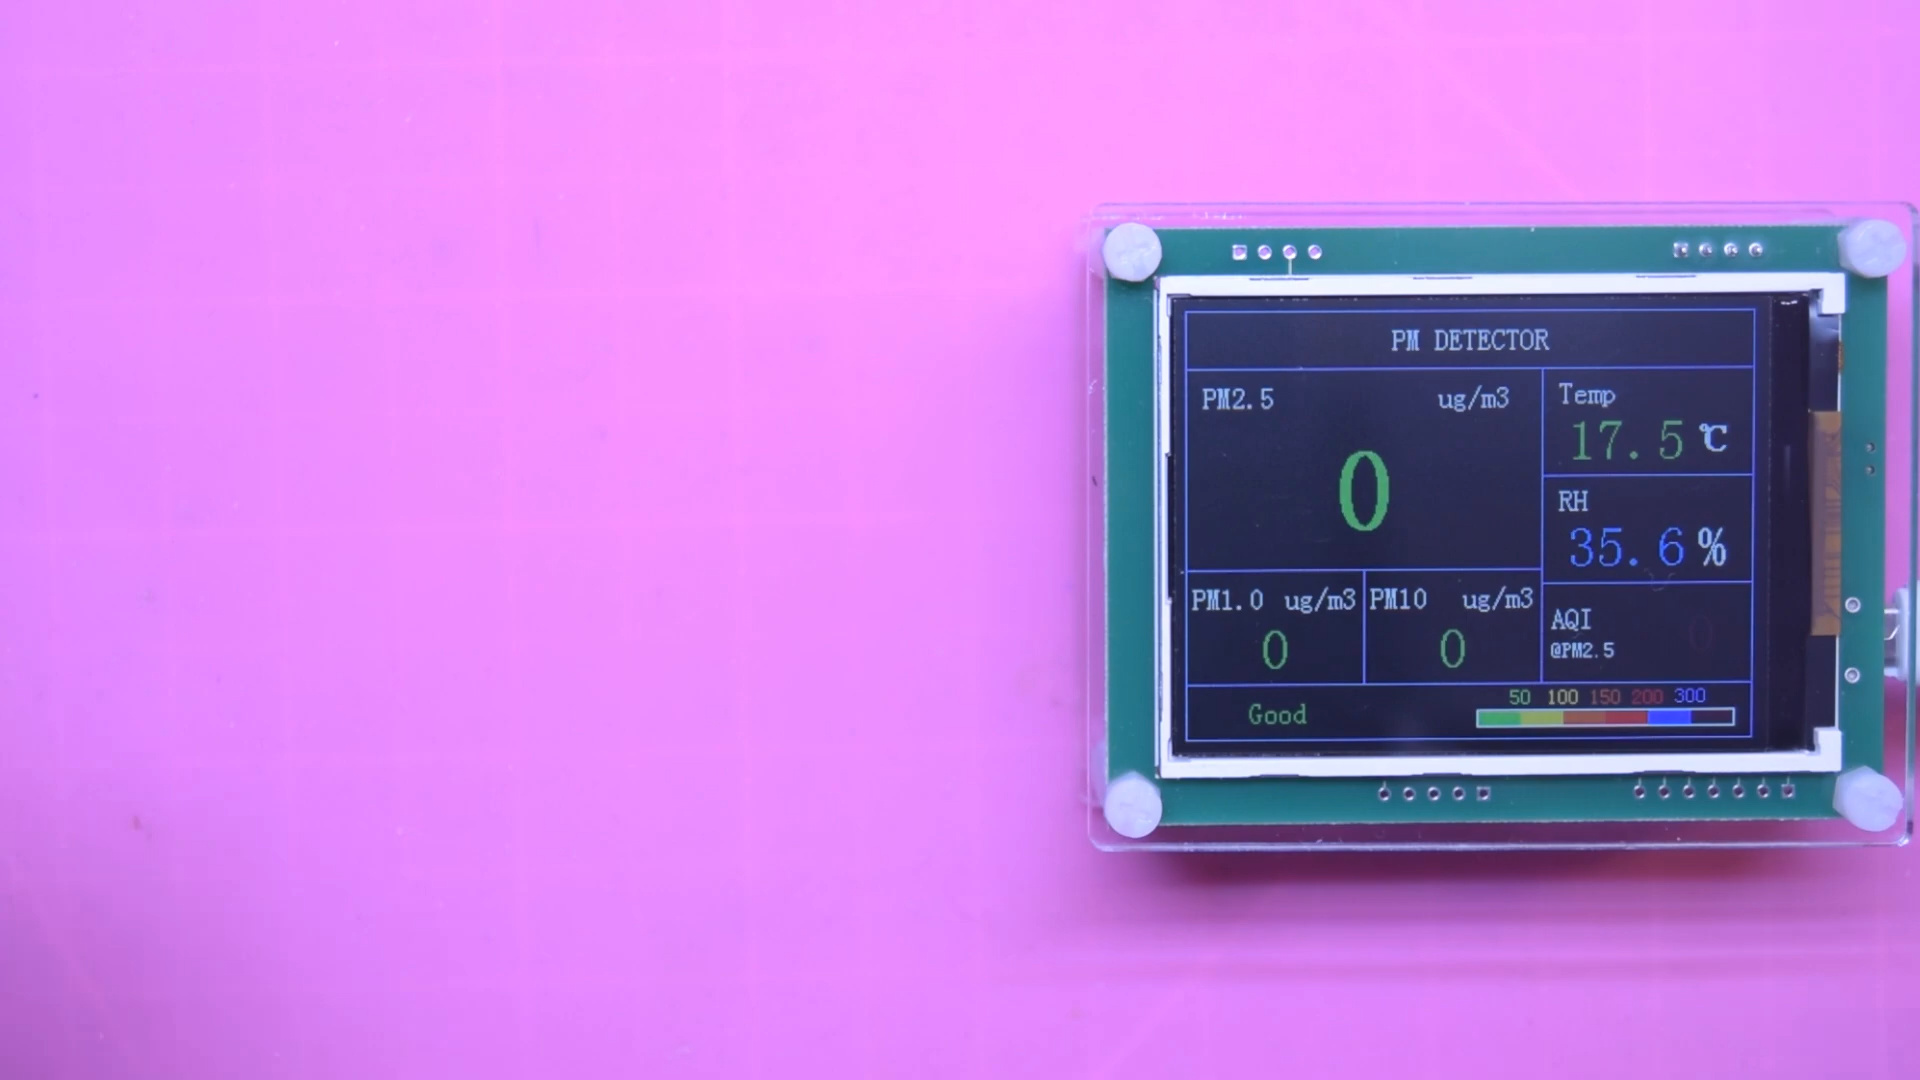 PM DETECTOR
PM2.5 ug/m3
0
Temp
17.5 ℃
RH
35.6 %
PM1.0 ug/m3
0
PM10 ug/m3
0
AQI
@PM2.5
0
Good
50 100 150 200 300